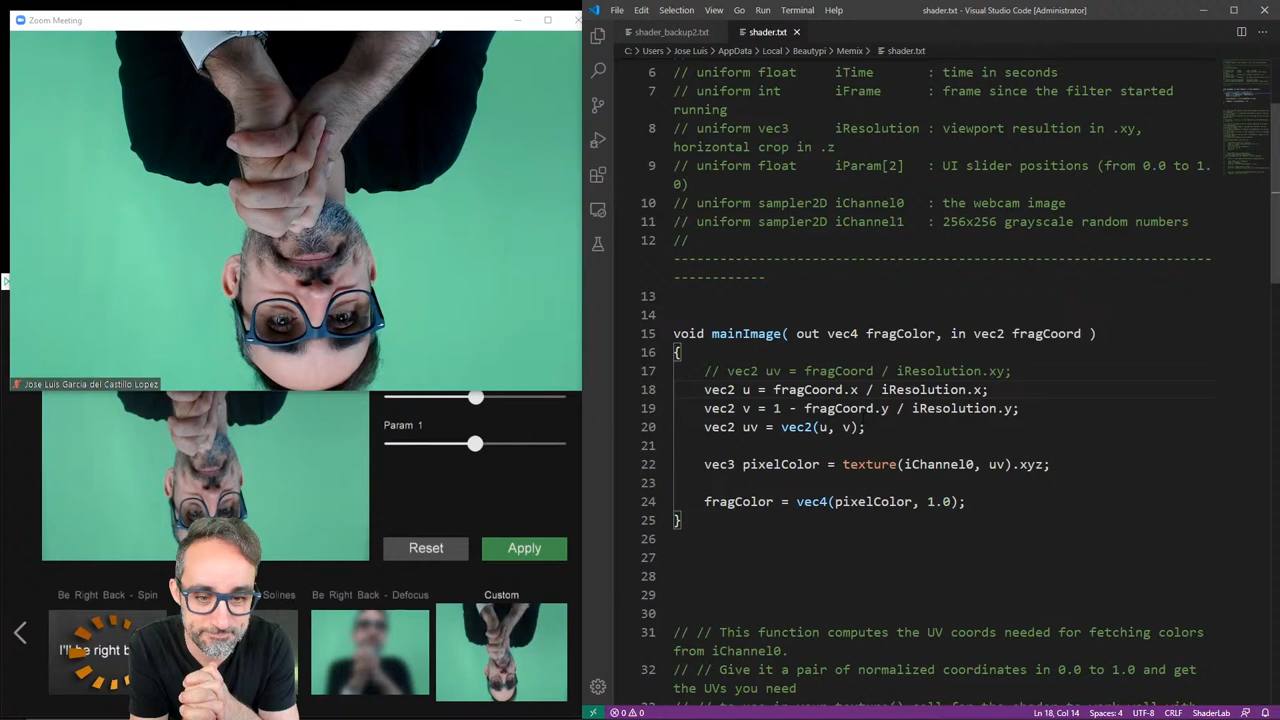 Zoom Meeting
Jose Luis Garcia del Castillo Lopez
Param 1
Reset
Apply
Be Right Back - Spin
Be Right Back - Defocus
Custom
I'll be right b
File Edit Selection View Go Run Terminal Help
shader.txt - Visual Studio Code [Administrator]
shader_backup2.txt
shader.txt
C: > Users > Jose Luis > AppData > Local > Beautypi > Memix > shader.txt
6 // uniform float iTime : time in seconds
7 // uniform int iFrame : frame since the filter started
running
8 // uniform vec3 iResolution : viewport resultion in .xy,
horizontal crop in .z
9 // uniform float iParam[2] : UI slider positions (from 0.0 to 1.
0)
10 // uniform sampler2D iChannel0 : the webcam image
11 // uniform sampler2D iChannel1 : 256x256 grayscale random numbers
12 //
----------------------------------------------------------------------
------------
13
14
15 void mainImage( out vec4 fragColor, in vec2 fragCoord )
16 {
17 // vec2 uv = fragCoord / iResolution.xy;
18 vec2 u = fragCoord.x / iResolution.x;
19 vec2 v = 1 - fragCoord.y / iResolution.y;
20 vec2 uv = vec2(u, v);
21
22 vec3 pixelColor = texture(iChannel0, uv).xyz;
23
24 fragColor = vec4(pixelColor, 1.0);
25 }
26
27
28
29
30
31 // // This function computes the UV coords needed for fetching colors
from iChannel0.
32 // // Give it a pair of normalized coordinates in 0.0 to 1.0 and get
the UVs you need
0 0
Ln 18, Col 14
Spaces: 4
UTF-8
CRLF
ShaderLab